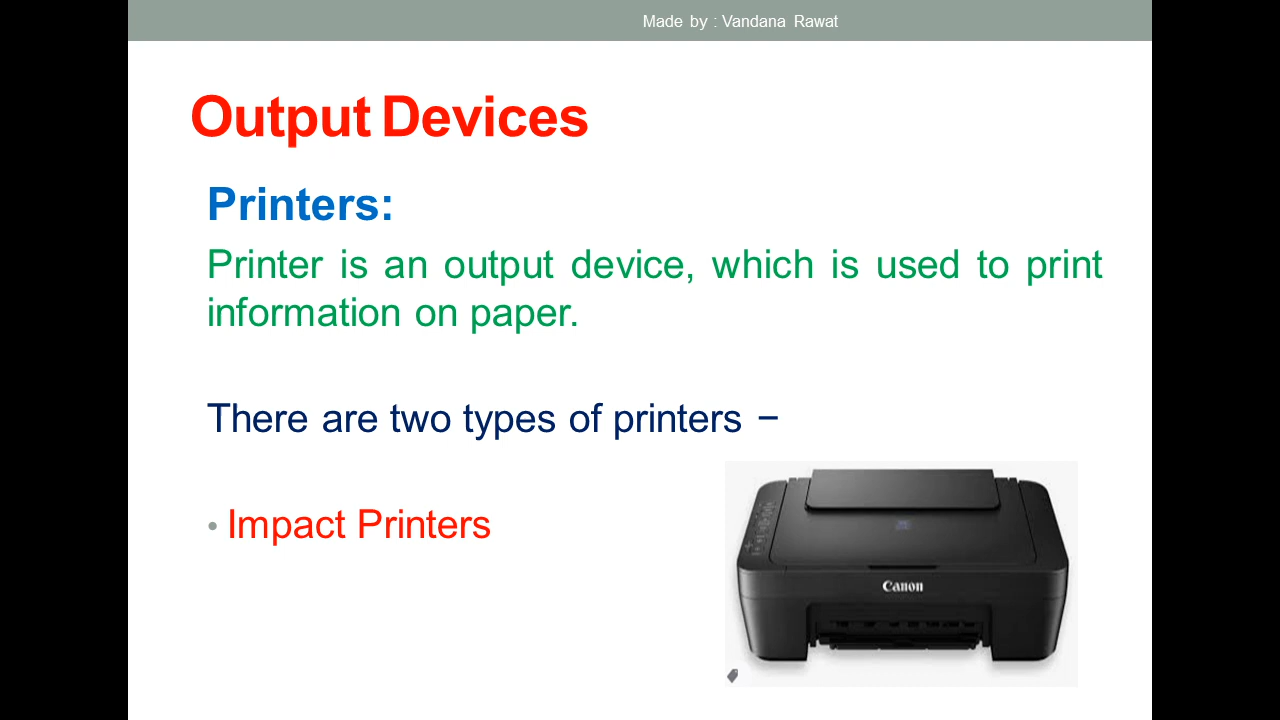 Made by : Vandana Rawat
Output Devices
Printers:
Printer is an output device, which is used to print
information on paper.
There are two types of printers −
• Impact Printers
Canon